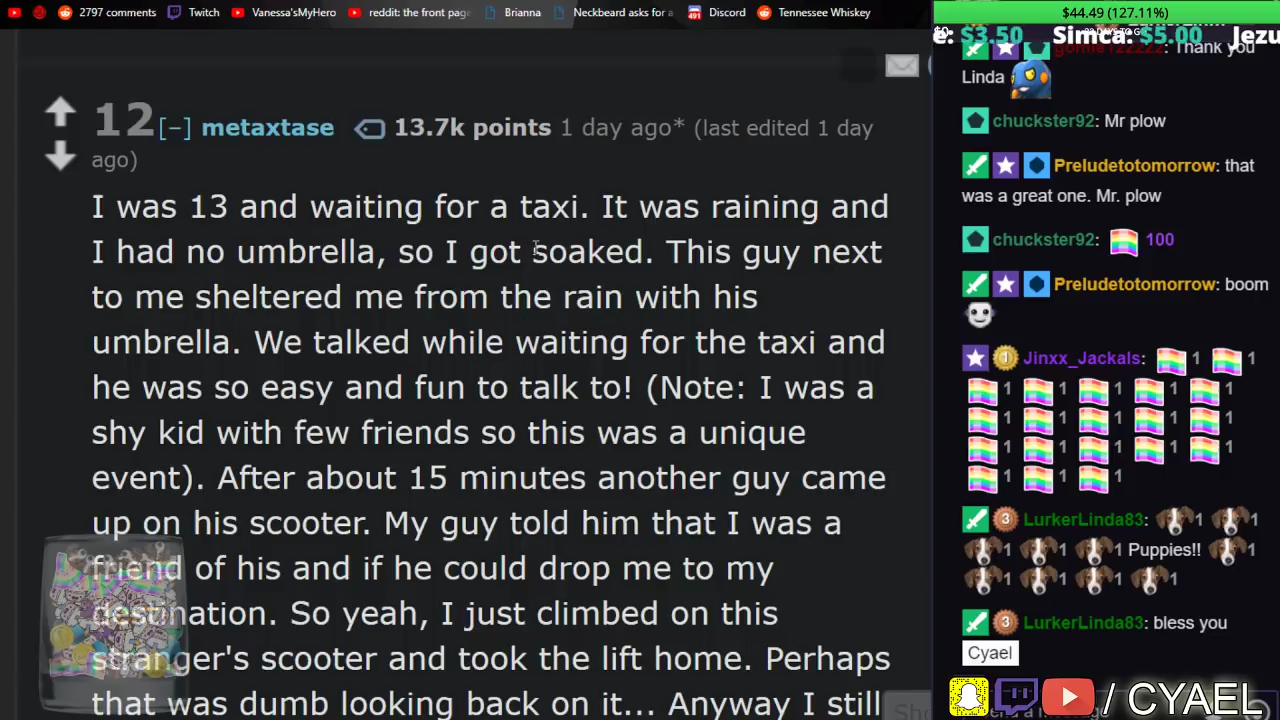 2797 comments
Twitch
Vanessa'sMyHero
reddit: the front page
Brianna
Neckbeard asks for a
491
Discord
Tennessee Whiskey
12 [–] metaxtase 13.7k points 1 day ago* (last edited 1 day
ago)
I was 13 and waiting for a taxi. It was raining and
I had no umbrella, so I got soaked. This guy next
to me sheltered me from the rain with his
umbrella. We talked while waiting for the taxi and
he was so easy and fun to talk to! (Note: I was a
shy kid with few friends so this was a unique
event). After about 15 minutes another guy came
up on his scooter. My guy told him that I was a
friend of his and if he could drop me to my
destination. So yeah, I just climbed on this
stranger's scooter and took the lift home. Perhaps
that was dumb looking back on it... Anyway I still
$44.49 (127.11%)
e: $3.50 Simca: $5.00 Jezu
Thank you
Linda
chuckster92: Mr plow
Preludetotomorrow: that
was a great one. Mr. plow
chuckster92: 100
Preludetotomorrow: boom
Jinxx_Jackals: 1 1
1 1 1 1 1
1 1 1 1 1
1 1 1 1 1
1 1 1
LurkerLinda83: 1 1
1 1 1 Puppies!! 1
1 1 1 1
LurkerLinda83: bless you
Cyael
/ CYAEL